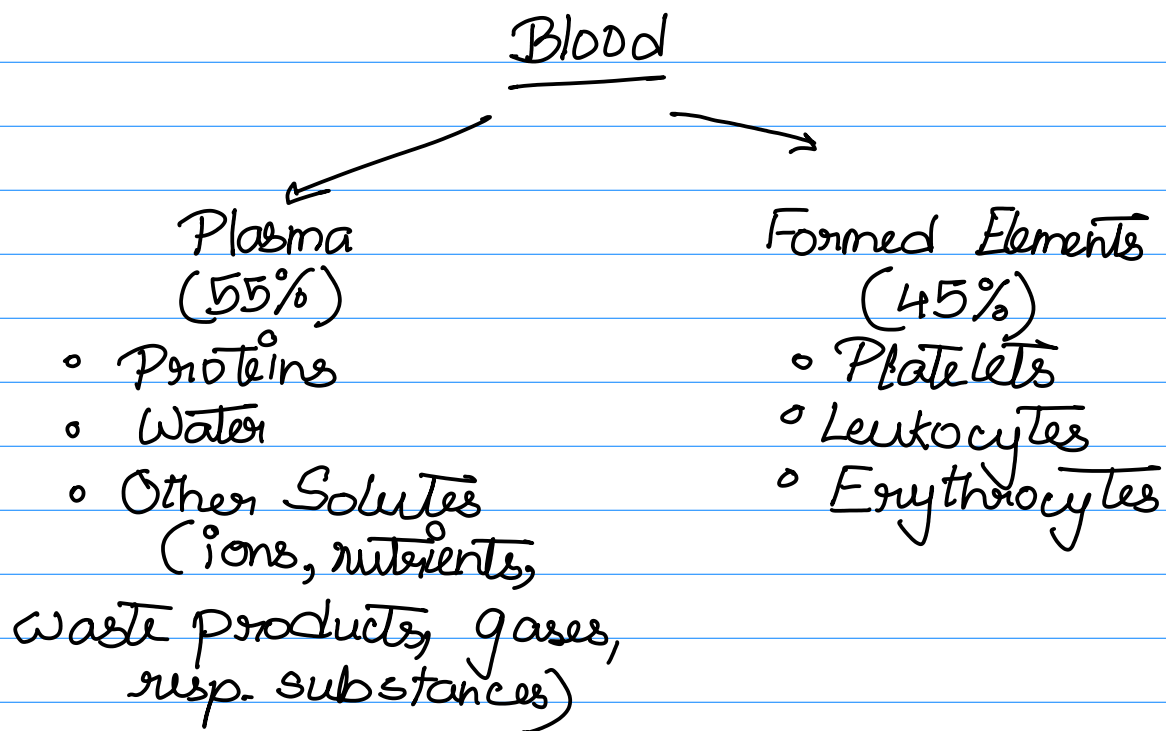 Blood
Plasma
(55%)
• Proteins
• Water
• Other Solutes
(ions, nutrients,
waste products, gases,
resp. substances)
Formed Elements
(45%)
• Platelets
• Leukocytes
• Erythrocytes